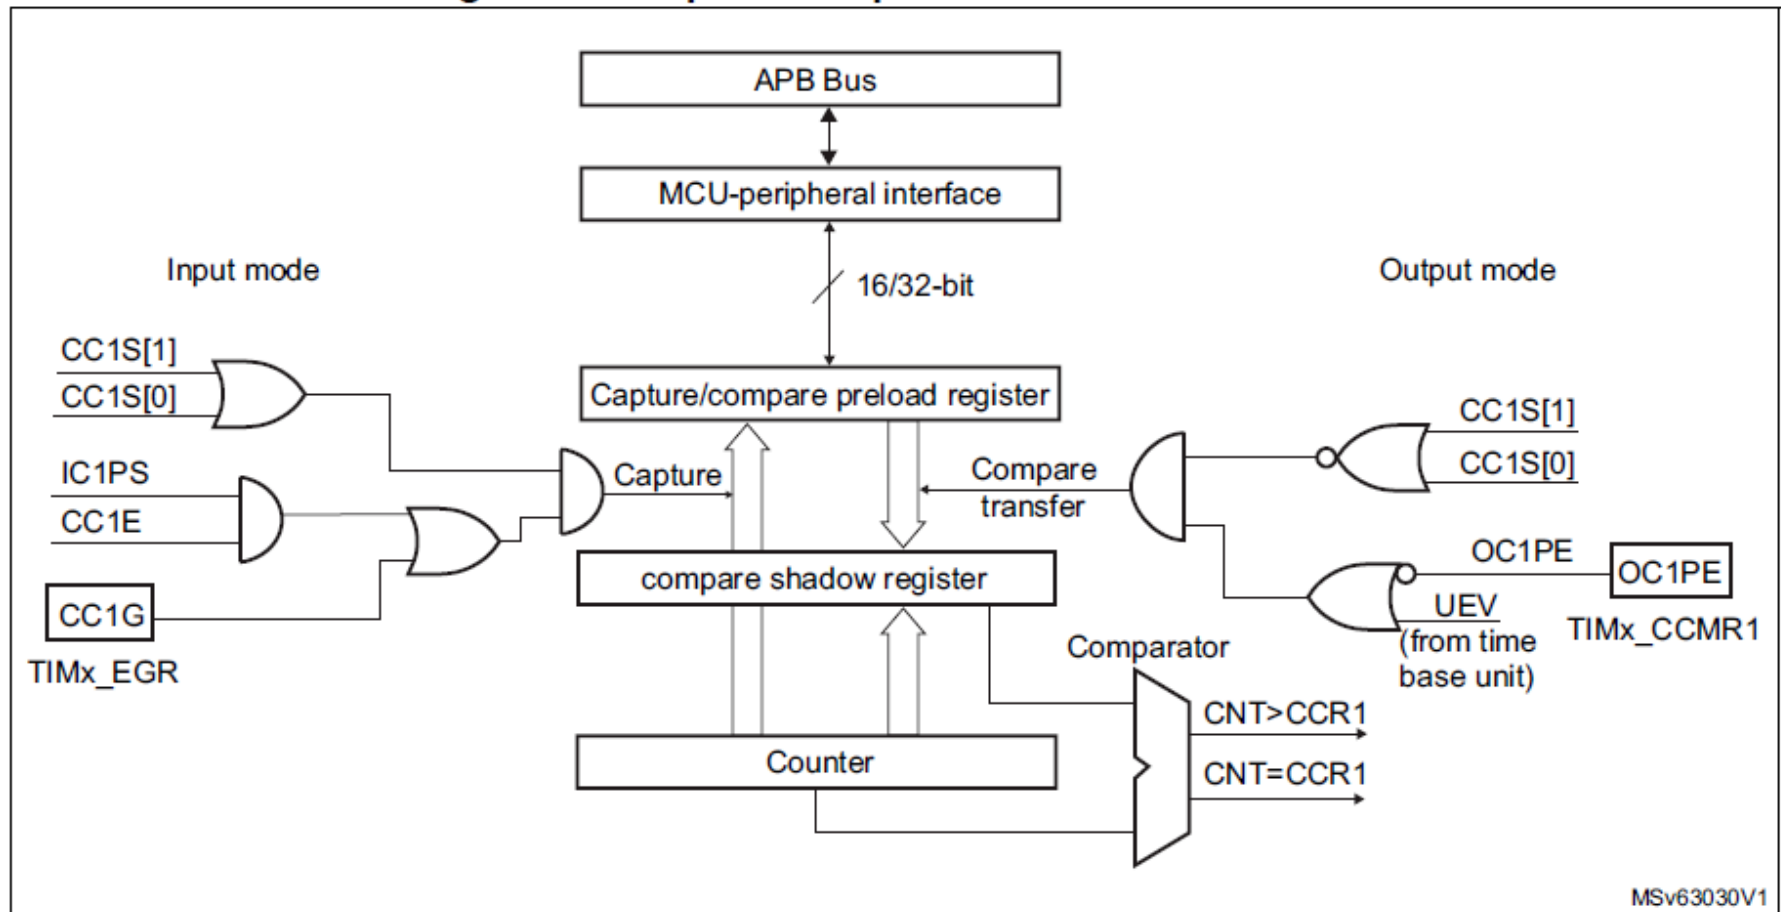 APB Bus
MCU-peripheral interface
Input mode
16/32-bit
Output mode
CC1S[1]
CC1S[0]
Capture/compare preload register
CC1S[1]
CC1S[0]
IC1PS
CC1E
Capture
Compare
transfer
OC1PE
OC1PE
CC1G
TIMx_EGR
compare shadow register
UEV
(from time
base unit)
TIMx_CCMR1
Comparator
CNT>CCR1
CNT=CCR1
Counter
MSv63030V1